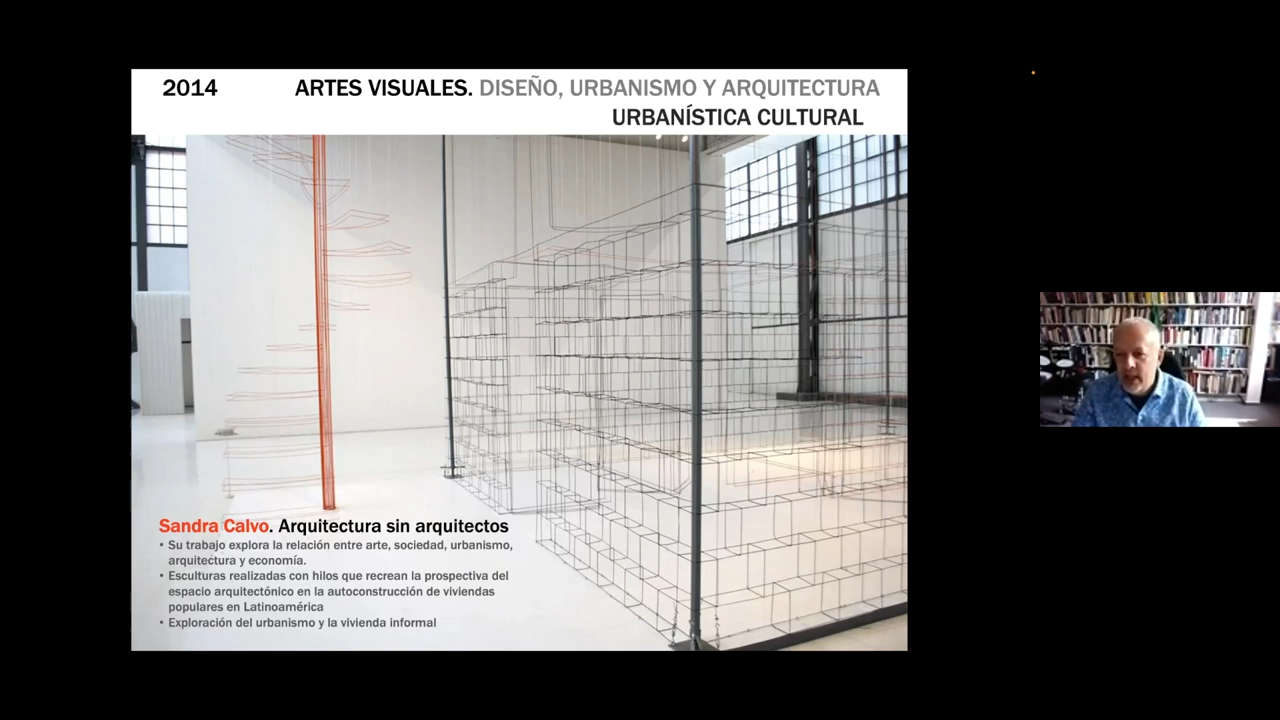 2014
ARTES VISUALES. DISEÑO, URBANISMO Y ARQUITECTURA
URBANÍSTICA CULTURAL
Sandra Calvo. Arquitectura sin arquitectos
• Su trabajo explora la relación entre arte, sociedad, urbanismo,
arquitectura y economía.
• Esculturas realizadas con hilos que recrean la prospectiva del
espacio arquitectónico en la autoconstrucción de viviendas
populares en Latinoamérica
• Exploración del urbanismo y la vivienda informal